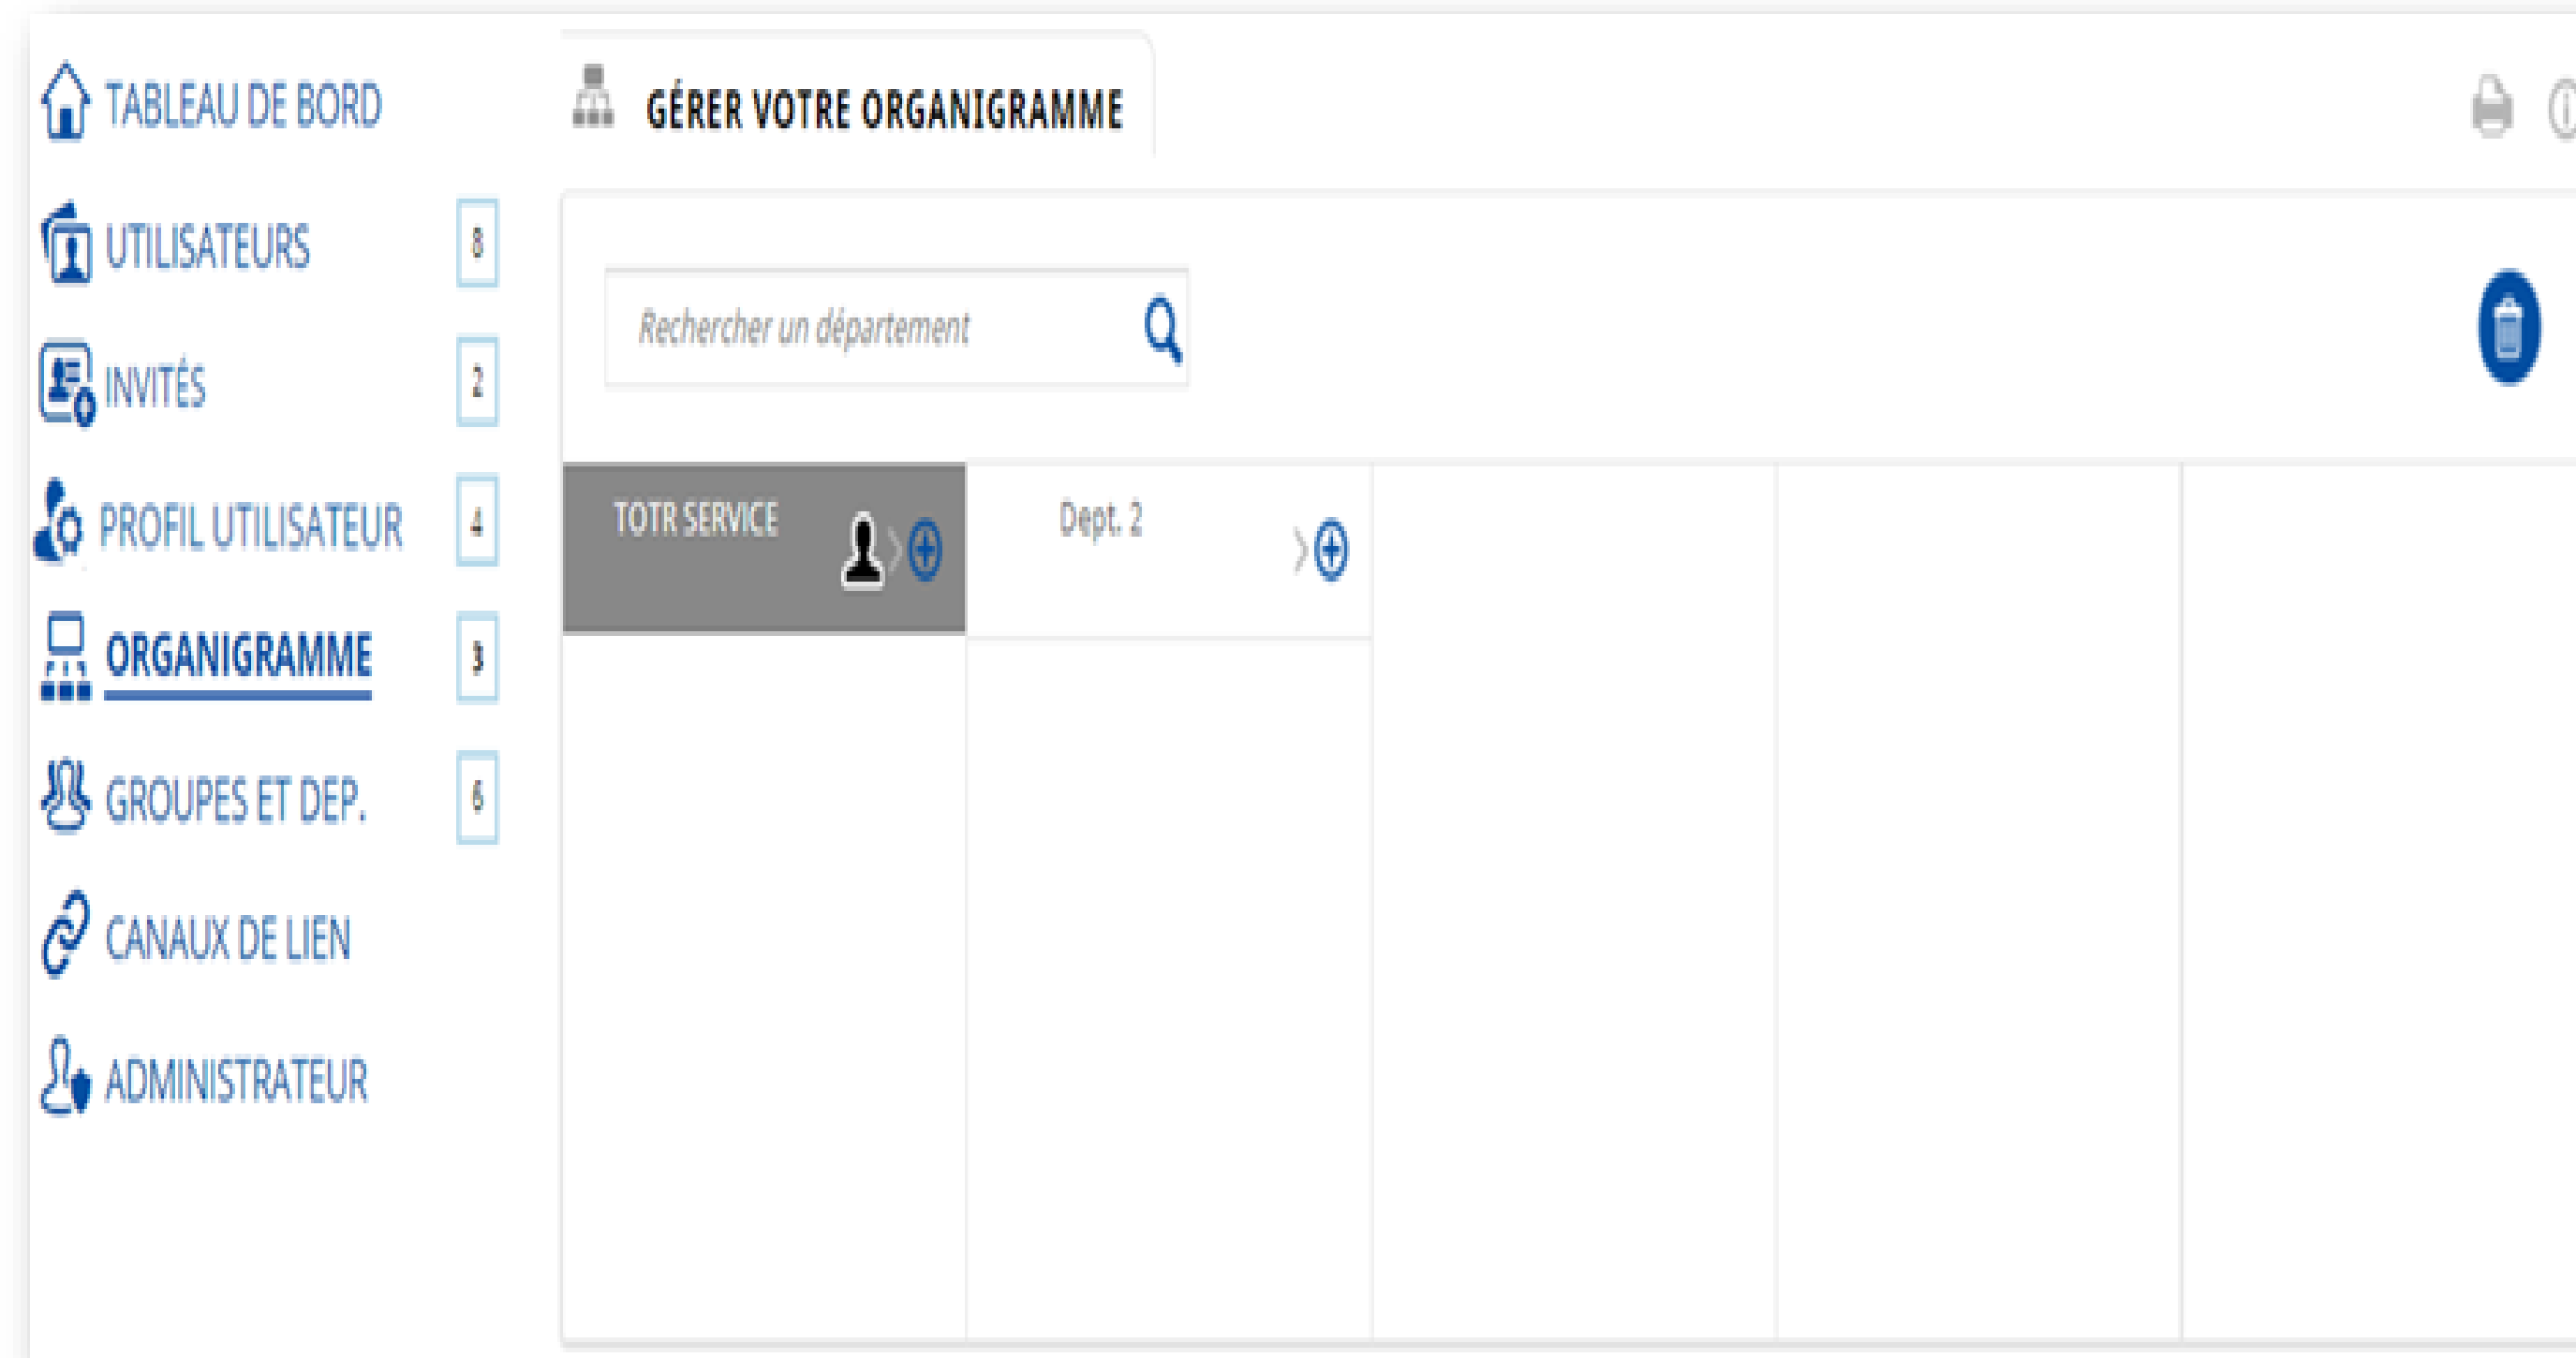 TABLEAU DE BORD
UTILISATEURS 8
INVITÉS 2
PROFIL UTILISATEUR 4
ORGANIGRAMME 3
GROUPES ET DEP. 6
CANAUX DE LIEN
ADMINISTRATEUR
GÉRER VOTRE ORGANIGRAMME
Rechercher un département
TOTR SERVICE
Dept. 2